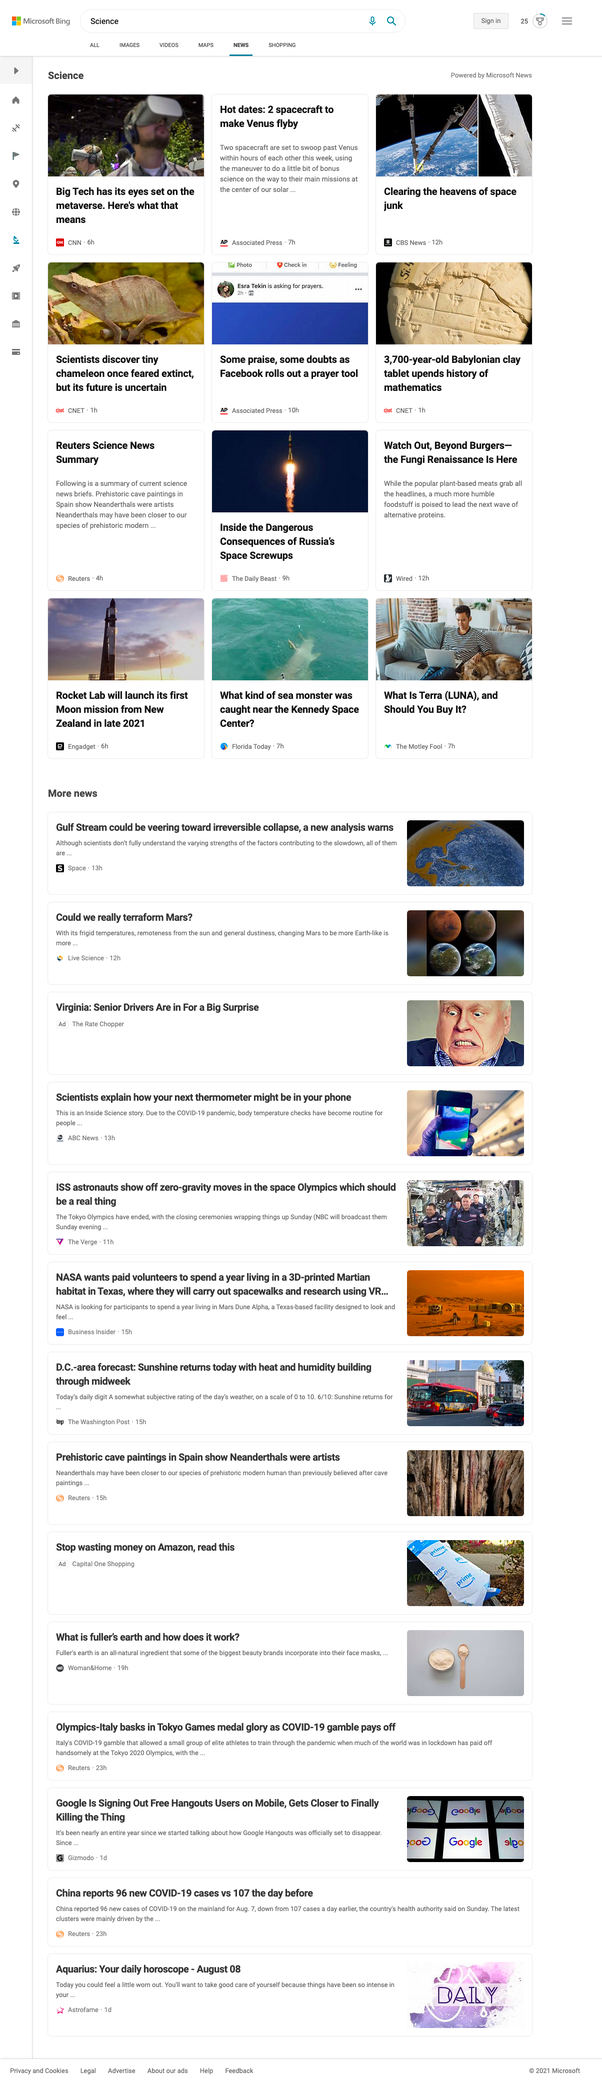 Microsoft Bing
Science
Sign in
25
ALL
IMAGES
VIDEOS
MAPS
NEWS
SHOPPING
Science
Powered by Microsoft News
Big Tech has its eyes set on the
metaverse. Here's what that
means
CNN · 6h
Hot dates: 2 spacecraft to
make Venus flyby
Two spacecraft are set to swoop past Venus
within hours of each other this week, using
the maneuver to do a little bit of bonus
science on the way to their main missions at
the center of our solar ...
AP Associated Press · 7h
Clearing the heavens of space
junk
CBS News · 12h
Scientists discover tiny
chameleon once feared extinct,
but its future is uncertain
CNET · 1h
Photo
Check in
Feeling
Esra Tekin is asking for prayers.
2h
Some praise, some doubts as
Facebook rolls out a prayer tool
AP Associated Press · 10h
3,700-year-old Babylonian clay
tablet upends history of
mathematics
CNET · 1h
Reuters Science News
Summary
Following is a summary of current science
news briefs. Prehistoric cave paintings in
Spain show Neanderthals were artists
Neanderthals may have been closer to our
species of prehistoric modern ...
Reuters · 4h
Inside the Dangerous
Consequences of Russia's
Space Screwups
The Daily Beast · 9h
Watch Out, Beyond Burgers—
the Fungi Renaissance Is Here
While the popular plant-based meats grab all
the headlines, a much more humble
foodstuff is poised to lead the next wave of
alternative proteins.
Wired · 12h
Rocket Lab will launch its first
Moon mission from New
Zealand in late 2021
Engadget · 6h
What kind of sea monster was
caught near the Kennedy Space
Center?
Florida Today · 7h
What Is Terra (LUNA), and
Should You Buy It?
The Motley Fool · 7h
More news
Gulf Stream could be veering toward irreversible collapse, a new analysis warns
Although scientists don't fully understand the varying strengths of the factors contributing to the slowdown, all of them
are ...
S Space · 13h
Could we really terraform Mars?
With its frigid temperatures, remoteness from the sun and general dustiness, changing Mars to be more Earth-like is
more ...
Live Science · 12h
Virginia: Senior Drivers Are in For a Big Surprise
Ad The Rate Chopper
Scientists explain how your next thermometer might be in your phone
This is an Inside Science story. Due to the COVID-19 pandemic, body temperature checks have become routine for
people ...
ABC News · 13h
ISS astronauts show off zero-gravity moves in the space Olympics which should
be a real thing
The Tokyo Olympics have ended, with the closing ceremonies wrapping things up Sunday (NBC will broadcast them
Sunday evening ...
The Verge · 11h
NASA wants paid volunteers to spend a year living in a 3D-printed Martian
habitat in Texas, where they will carry out spacewalks and research using VR...
NASA is looking for participants to spend a year living in Mars Dune Alpha, a Texas-based facility designed to look and
feel ...
Business Insider · 15h
D.C.-area forecast: Sunshine returns today with heat and humidity building
through midweek
Today's daily digit A somewhat subjective rating of the day's weather, on a scale of 0 to 10. 6/10: Sunshine returns for
...
wp The Washington Post · 15h
Prehistoric cave paintings in Spain show Neanderthals were artists
Neanderthals may have been closer to our species of prehistoric modern human than previously believed after cave
paintings ...
Reuters · 15h
Stop wasting money on Amazon, read this
Ad Capital One Shopping
prime
prime
prime
What is fuller's earth and how does it work?
Fuller's earth is an all-natural ingredient that some of the biggest beauty brands incorporate into their face masks, ...
Woman&Home · 19h
Olympics-Italy basks in Tokyo Games medal glory as COVID-19 gamble pays off
Italy's COVID-19 gamble that allowed a small group of elite athletes to train through the pandemic when much of the world was in lockdown has paid off
handsomely at the Tokyo 2020 Olympics, with the ...
Reuters · 23h
Google Is Signing Out Free Hangouts Users on Mobile, Gets Closer to Finally
Killing the Thing
It's been nearly an entire year since we started talking about how Google Hangouts was officially set to disappear.
Since ...
G Gizmodo · 1d
Google
China reports 96 new COVID-19 cases vs 107 the day before
China reported 96 new cases of COVID-19 on the mainland for Aug. 7, down from 107 cases a day earlier, the country's health authority said on Sunday. The latest
clusters were mainly driven by the ...
Reuters · 23h
Aquarius: Your daily horoscope - August 08
Today you could feel a little worn out. You'll want to take good care of yourself because things have been so intense in
your ...
Astrofame · 1d
DAILY
Privacy and Cookies
Legal
Advertise
About our ads
Help
Feedback
© 2021 Microsoft